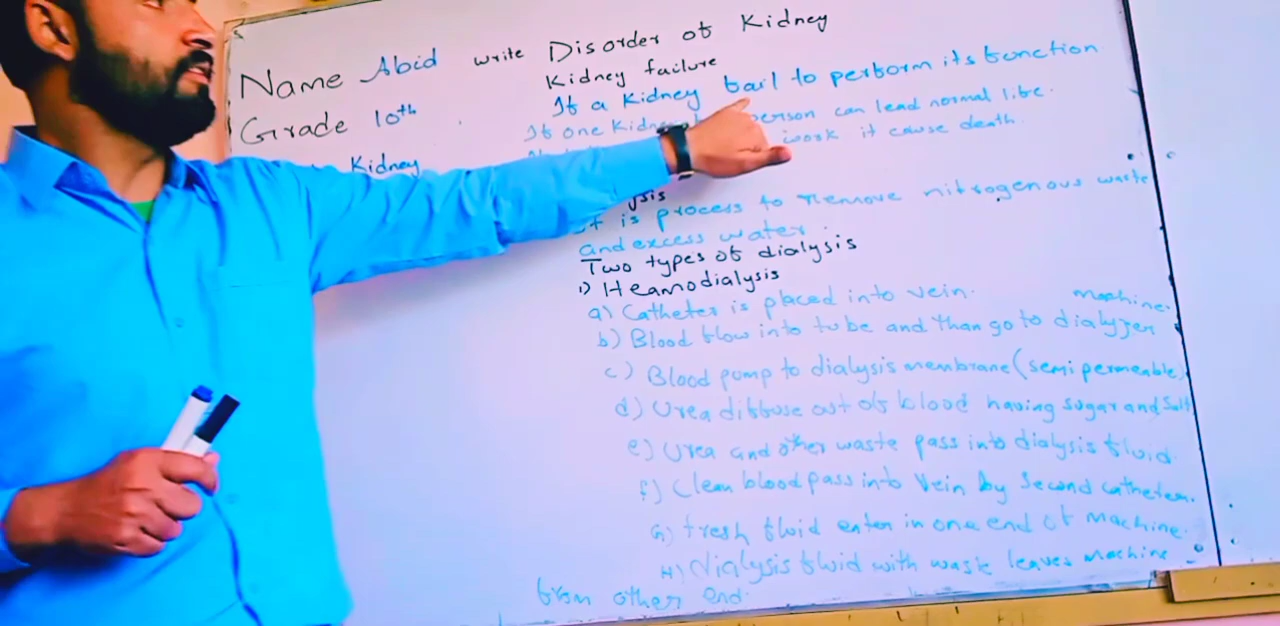 Name Abid write Disorder of Kidney
Kidney failure
Grade 10th
If a Kidney fail to perform its function
If one Kidney person can lead normal life.
Kidney
work it cause death.
ysis
It is process to Remove nitrogenous waste
and excess water.
Two types of dialysis
1) Heamodialysis
a) Catheter is placed into vein.
b) Blood flow into tube and than go to dialyzer machine.
c) Blood pump to dialysis membrane (semi permeable)
d) Urea diffuse out of blood having sugar and Salt
e) Urea and other waste pass into dialysis fluid.
f) Clean blood pass into Vein by Second catheter.
G) fresh fluid enter in one end of Machine.
H) Dialysis fluid with waste leaves Machine
from other end.